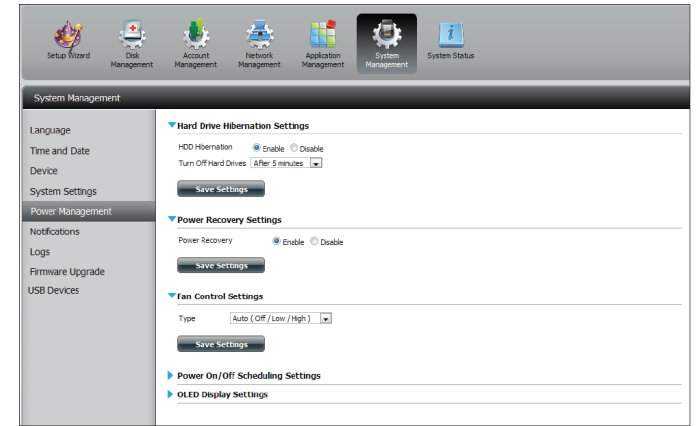 Setup Wizard
Disk
Management
Account
Management
Network
Management
Application
Management
System
Management
System Status
System Management
Language
Time and Date
Device
System Settings
Power Management
Notifications
Logs
Firmware Upgrade
USB Devices
Hard Drive Hibernation Settings
HDD Hibernation Enable Disable
Turn Off Hard Drives After 5 minutes
Save Settings
Power Recovery Settings
Power Recovery Enable Disable
Save Settings
Fan Control Settings
Type Auto ( Off / Low / High )
Save Settings
Power On/Off Scheduling Settings
OLED Display Settings